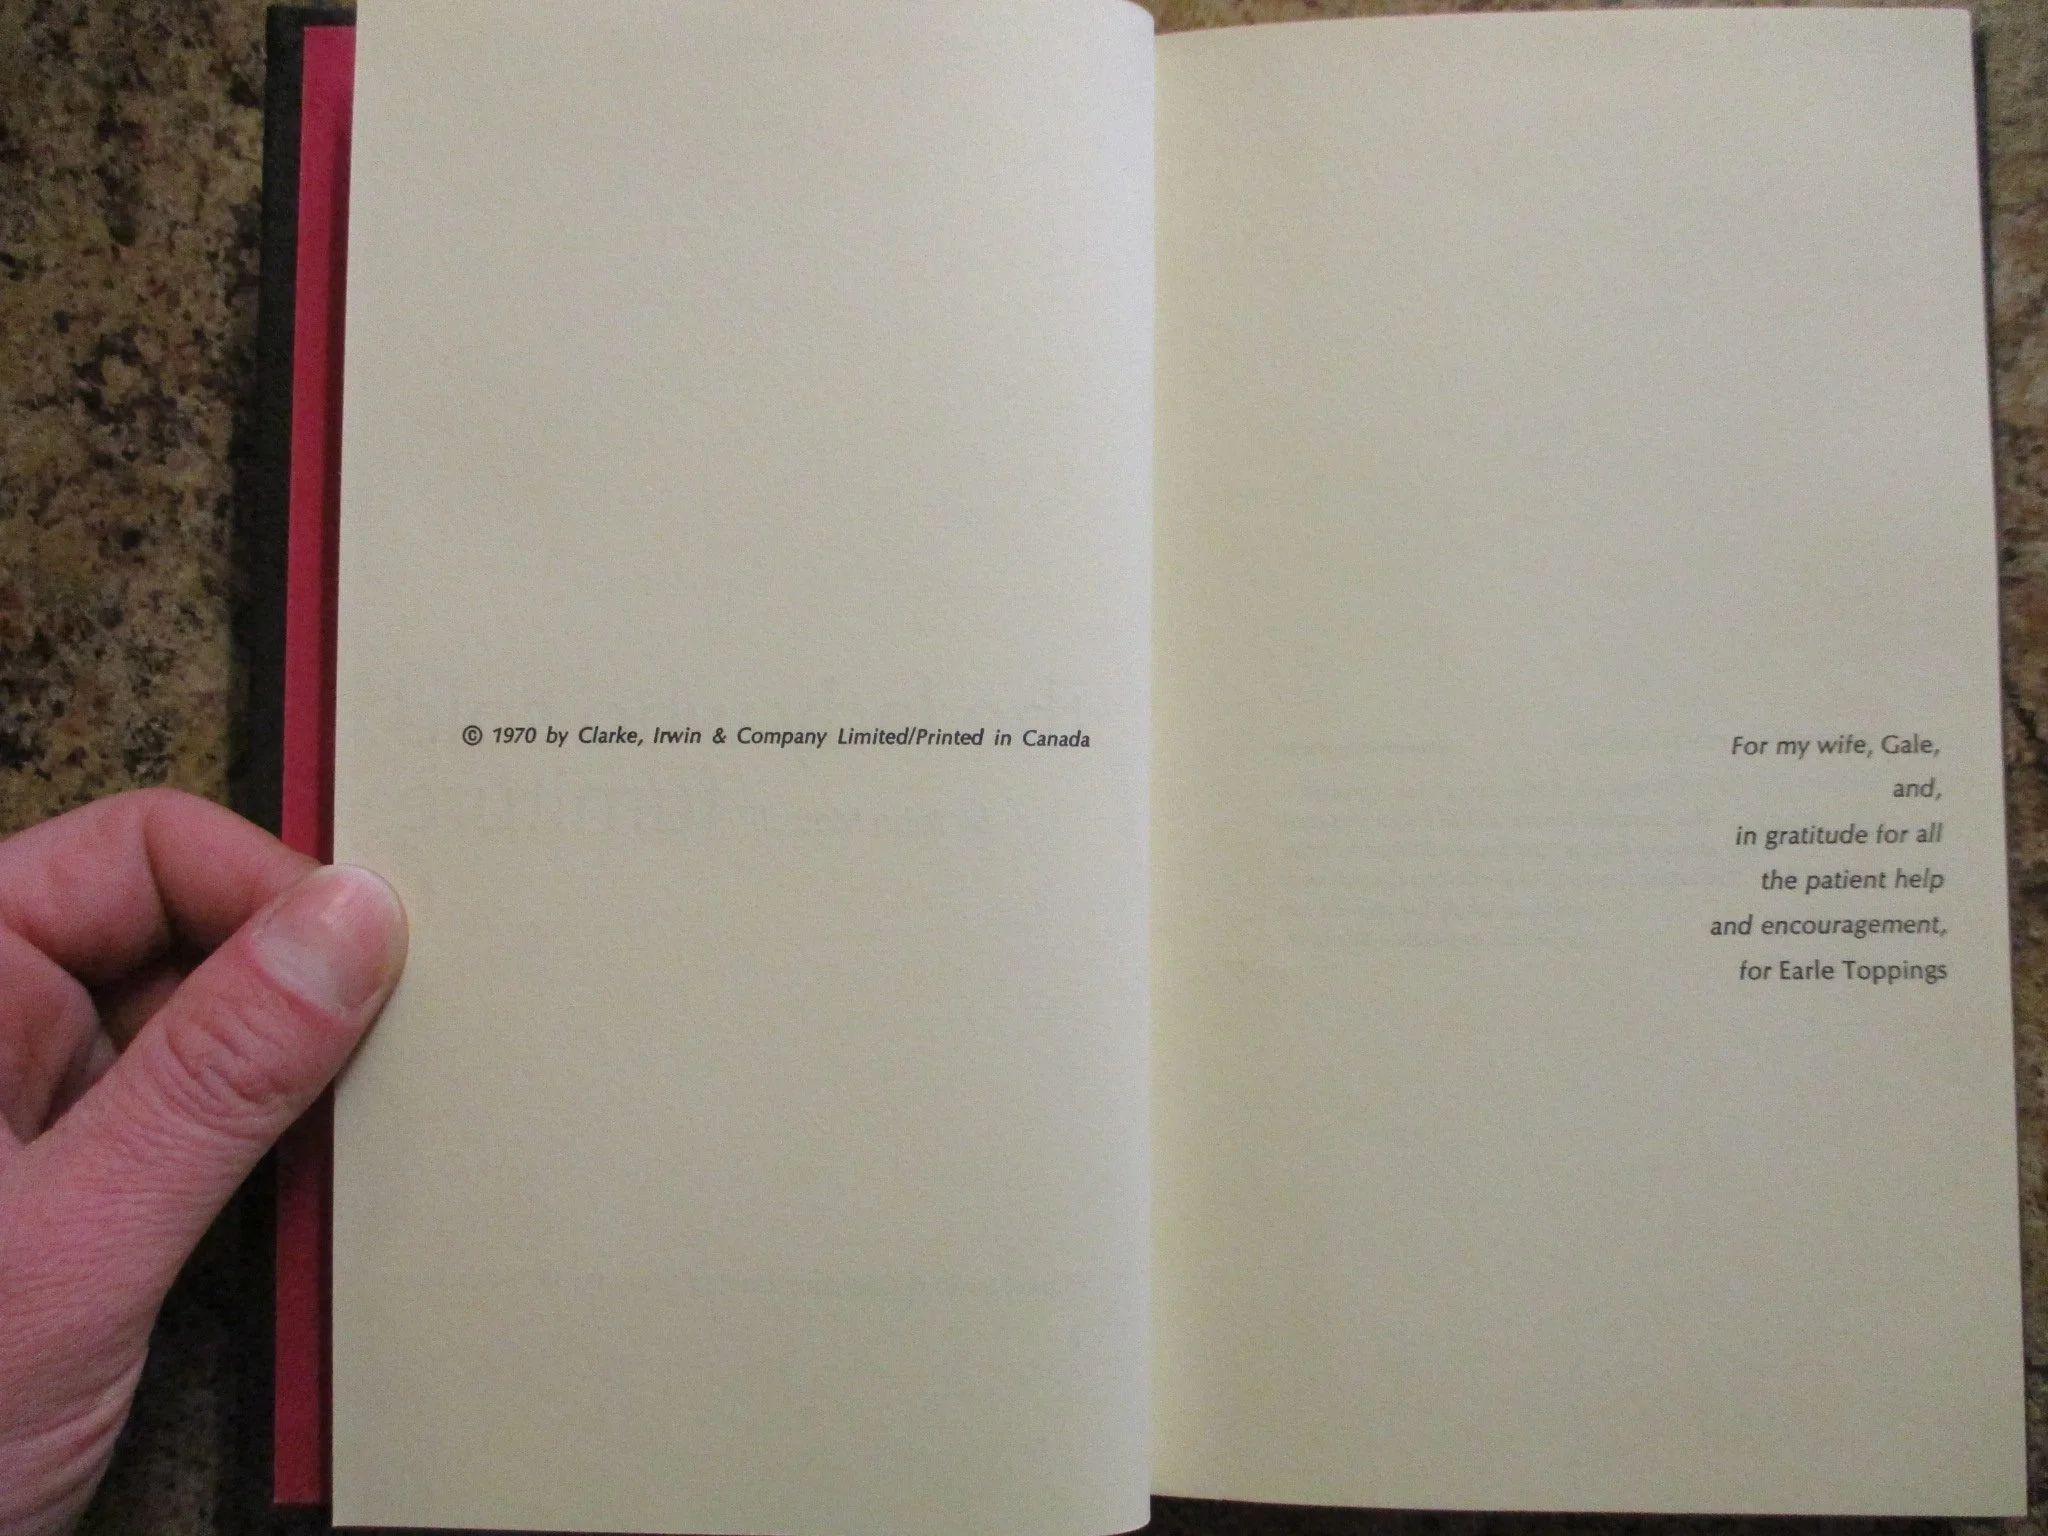 © 1970 by Clarke, Irwin & Company Limited/Printed in Canada
For my wife, Gale,
and,
in gratitude for all
the patient help
and encouragement,
for Earle Toppings